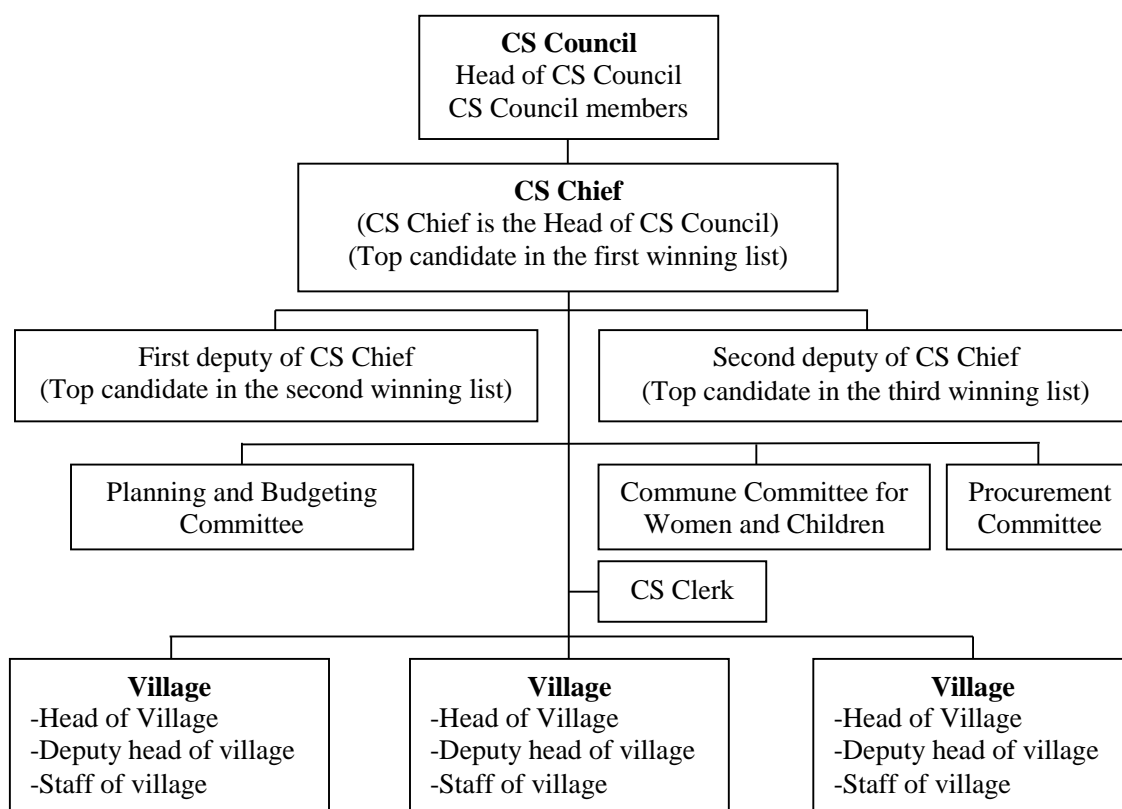 CS Council
Head of CS Council
CS Council members
CS Chief
(CS Chief is the Head of CS Council)
(Top candidate in the first winning list)
First deputy of CS Chief
(Top candidate in the second winning list)
Second deputy of CS Chief
(Top candidate in the third winning list)
Planning and Budgeting
Committee
Commune Committee for
Women and Children
Procurement
Committee
CS Clerk
Village
-Head of Village
-Deputy head of village
-Staff of village
Village
-Head of Village
-Deputy head of village
-Staff of village
Village
-Head of Village
-Deputy head of village
-Staff of village